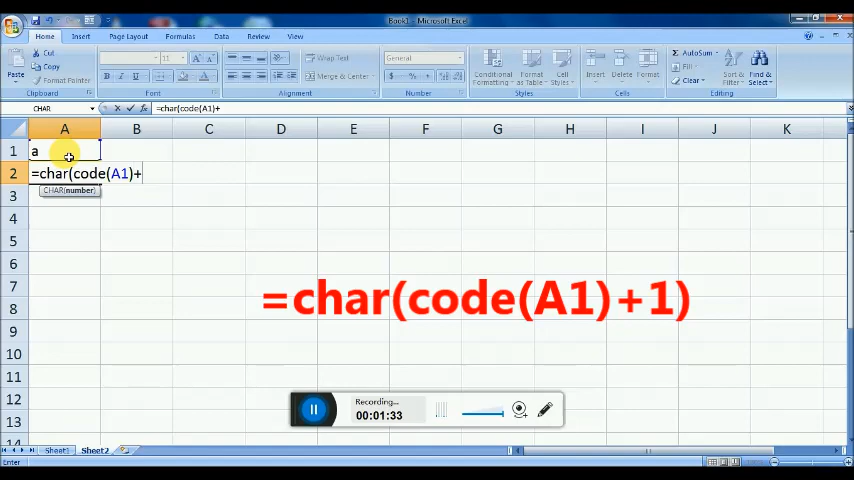 Book1 - Microsoft Excel
Home Insert Page Layout Formulas Data Review View
Cut
Copy
Format Painter
Paste
Clipboard
11
Font
Wrap Text
Merge & Center
Alignment
General
Number
Conditional Formatting
Format as Table
Cell Styles
Styles
Insert Delete Format
Cells
AutoSum
Fill
Clear
Sort & Filter
Find & Select
Editing
CHAR =char(code(A1)+
A B C D E F G H I J K
1 a
2 =char(code(A1)+
CHAR(number)
3
4
5
6
7
8
9
10
11
12
13
14
=char(code(A1)+1)
Recording...
00:01:33
Sheet1 Sheet2
Enter